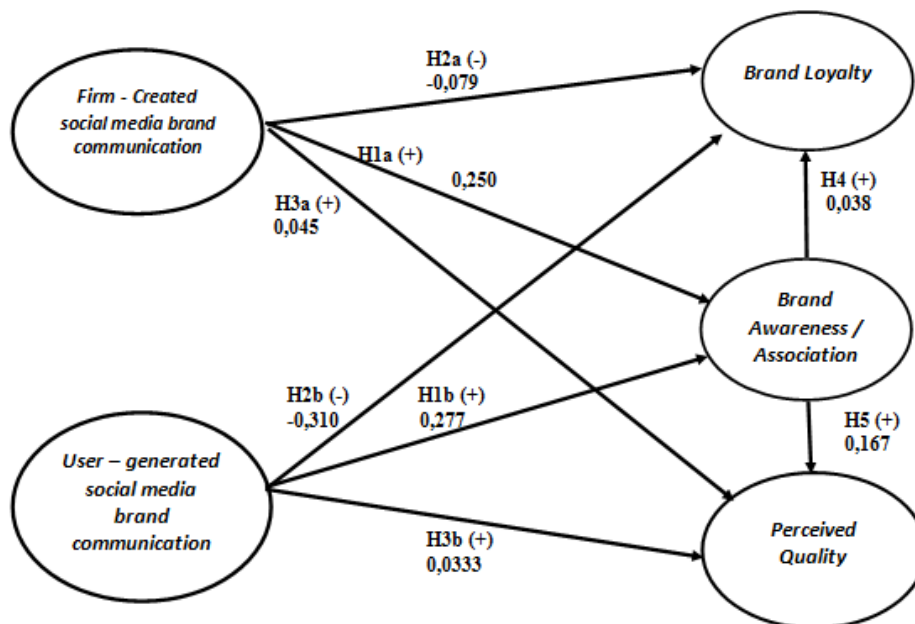 Firm - Created
social media brand
communication
H2a (-)
-0,079
Brand Loyalty
H1a (+)
0,250
H3a (+)
0,045
H4 (+)
0,038
Brand
Awareness /
Association
H2b (-)
-0,310
H1b (+)
0,277
H5 (+)
0,167
User – generated
social media
brand
communication
H3b (+)
0,0333
Perceived
Quality